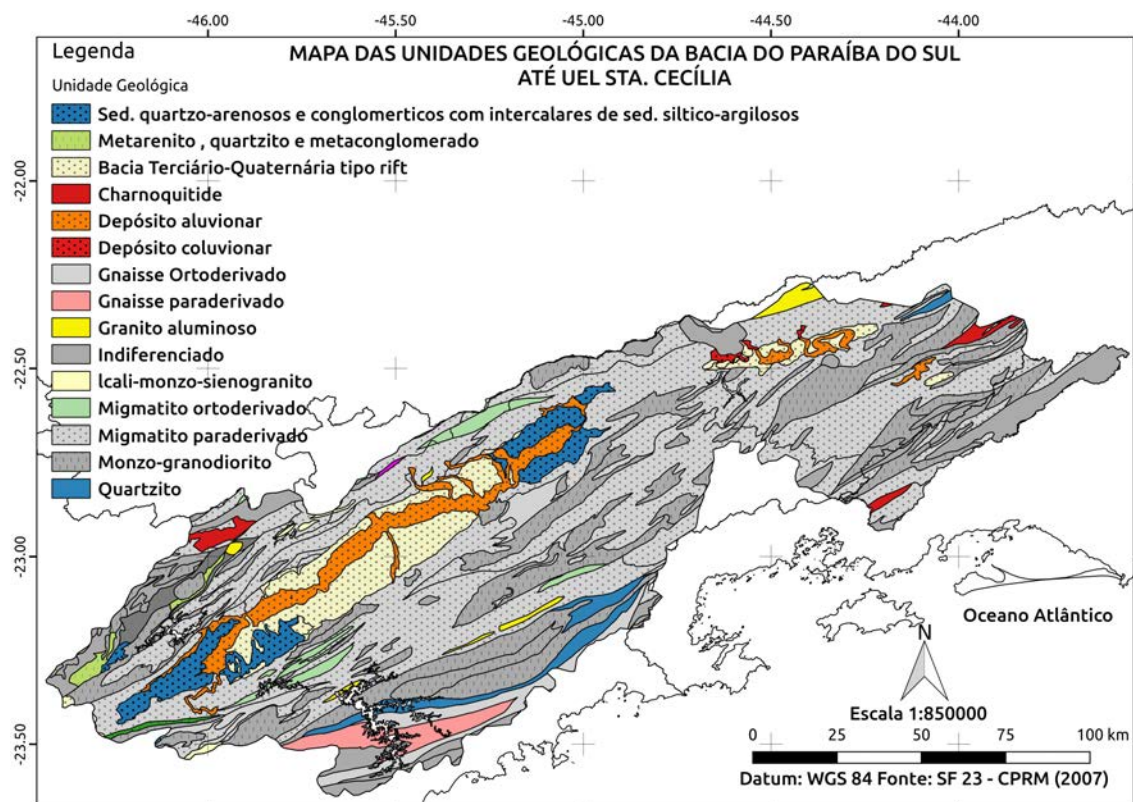 -46.00
-45.50
-45.00
-44.50
-44.00
Legenda
MAPA DAS UNIDADES GEOLÓGICAS DA BACIA DO PARAÍBA DO SUL
ATÉ UEL STA. CECÍLIA
Unidade Geológica
Sed. quartzo-arenosos e conglomerticos com intercalares de sed. siltico-argilosos
Metarenito , quartzito e metaconglomerado
Bacia Terciário-Quaternária tipo rift
Charnoquitide
Depósito aluvionar
Depósito coluvionar
Gnaisse Ortoderivado
Gnaisse paraderivado
Granito aluminoso
Indiferenciado
lcali-monzo-sienogranito
Migmatito ortoderivado
Migmatito paraderivado
Monzo-granodiorito
Quartzito
-22.00
-22.50
-23.00
-23.50
Oceano Atlântico
N
Escala 1:850000
0 25 50 75 100 km
Datum: WGS 84 Fonte: SF 23 - CPRM (2007)